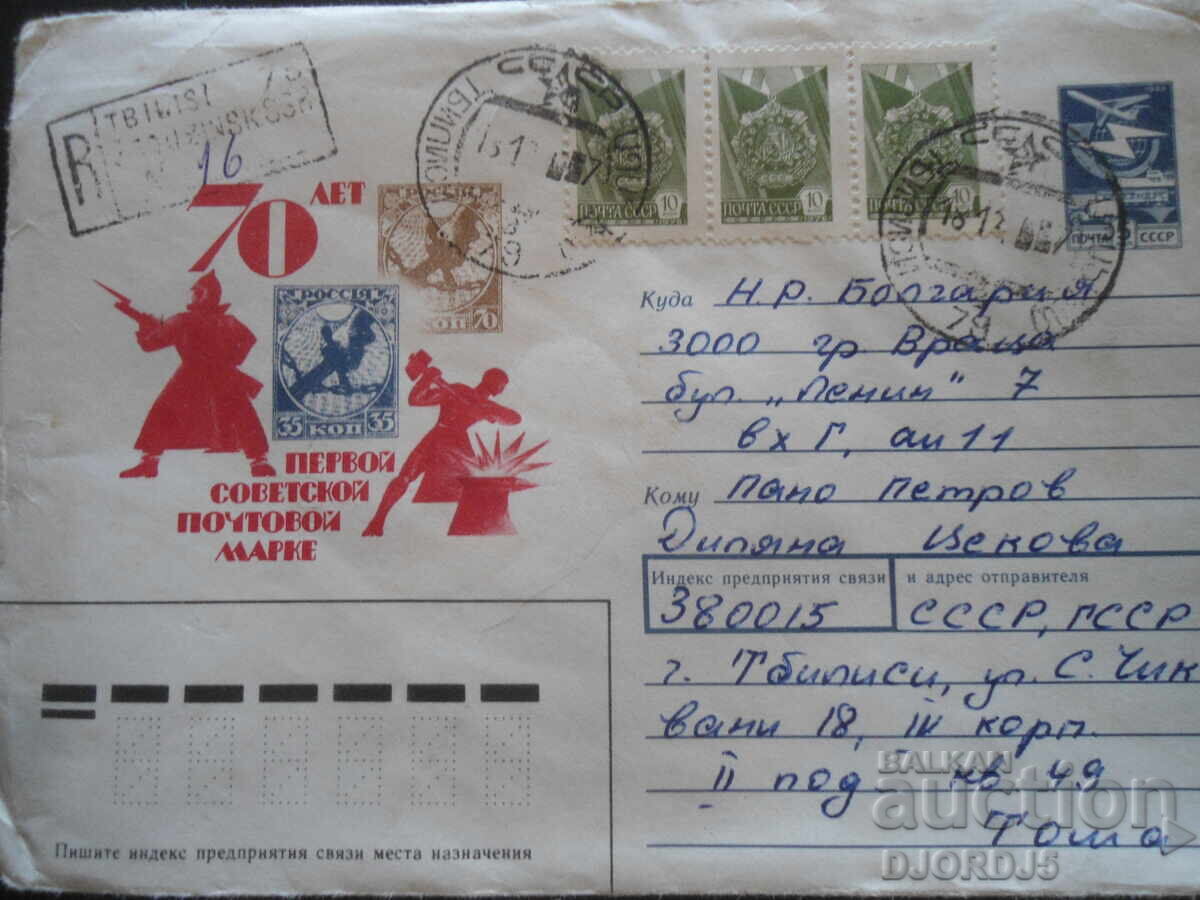 R
TBILISI
16
70 ЛЕТ
РОССІЯ
КОП 70
РОССІЯ
35 КОП 35
ПЕРВОЙ
СОВЕТСКОЙ
ПОЧТОВОЙ
МАРКЕ
ПОЧТА СССР 10
ПОЧТА СССР 10
ПОЧТА СССР 10
ПОЧТА СССР
Куда Н.р. Болгария
3000 гр. Враца
бул. „Ленин" 7
вх Г, ап 11
Кому Пано Петров
Диляна Цекова
Индекс предприятия связи и адрес отправителя
380015 СССР, ГССР
г. Тбилиси, ул. С. Чик
вани 18, IV корп.
II под. кв 49
Тоша
Пишите индекс предприятия связи места назначения
BALKAN
auction
DJORDJ5